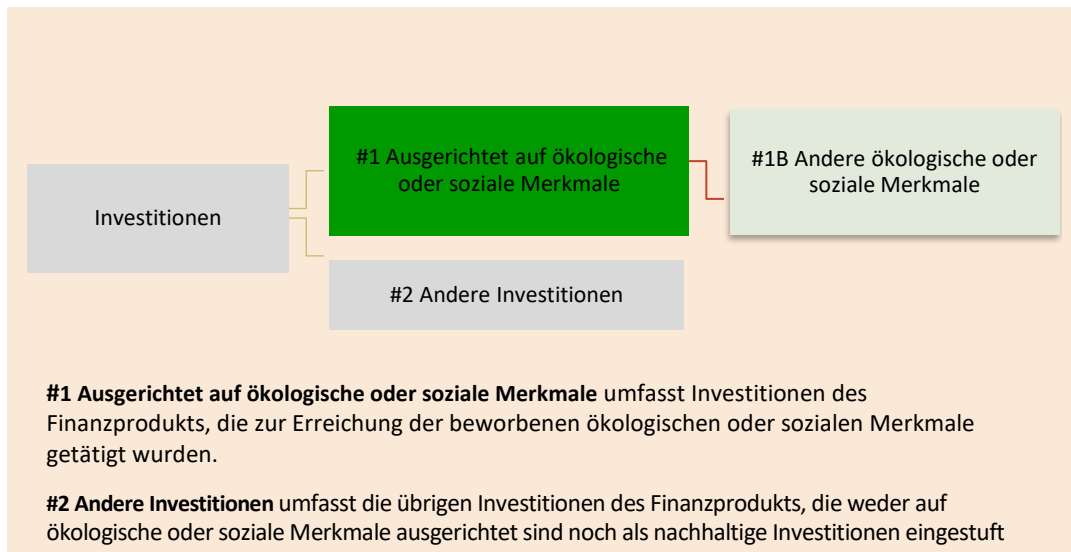 #1 Ausgerichtet auf ökologische
oder soziale Merkmale
#1B Andere ökologische oder
soziale Merkmale
Investitionen
#2 Andere Investitionen
#1 Ausgerichtet auf ökologische oder soziale Merkmale umfasst Investitionen des
Finanzprodukts, die zur Erreichung der beworbenen ökologischen oder sozialen Merkmale
getätigt wurden.
#2 Andere Investitionen umfasst die übrigen Investitionen des Finanzprodukts, die weder auf
ökologische oder soziale Merkmale ausgerichtet sind noch als nachhaltige Investitionen eingestuft